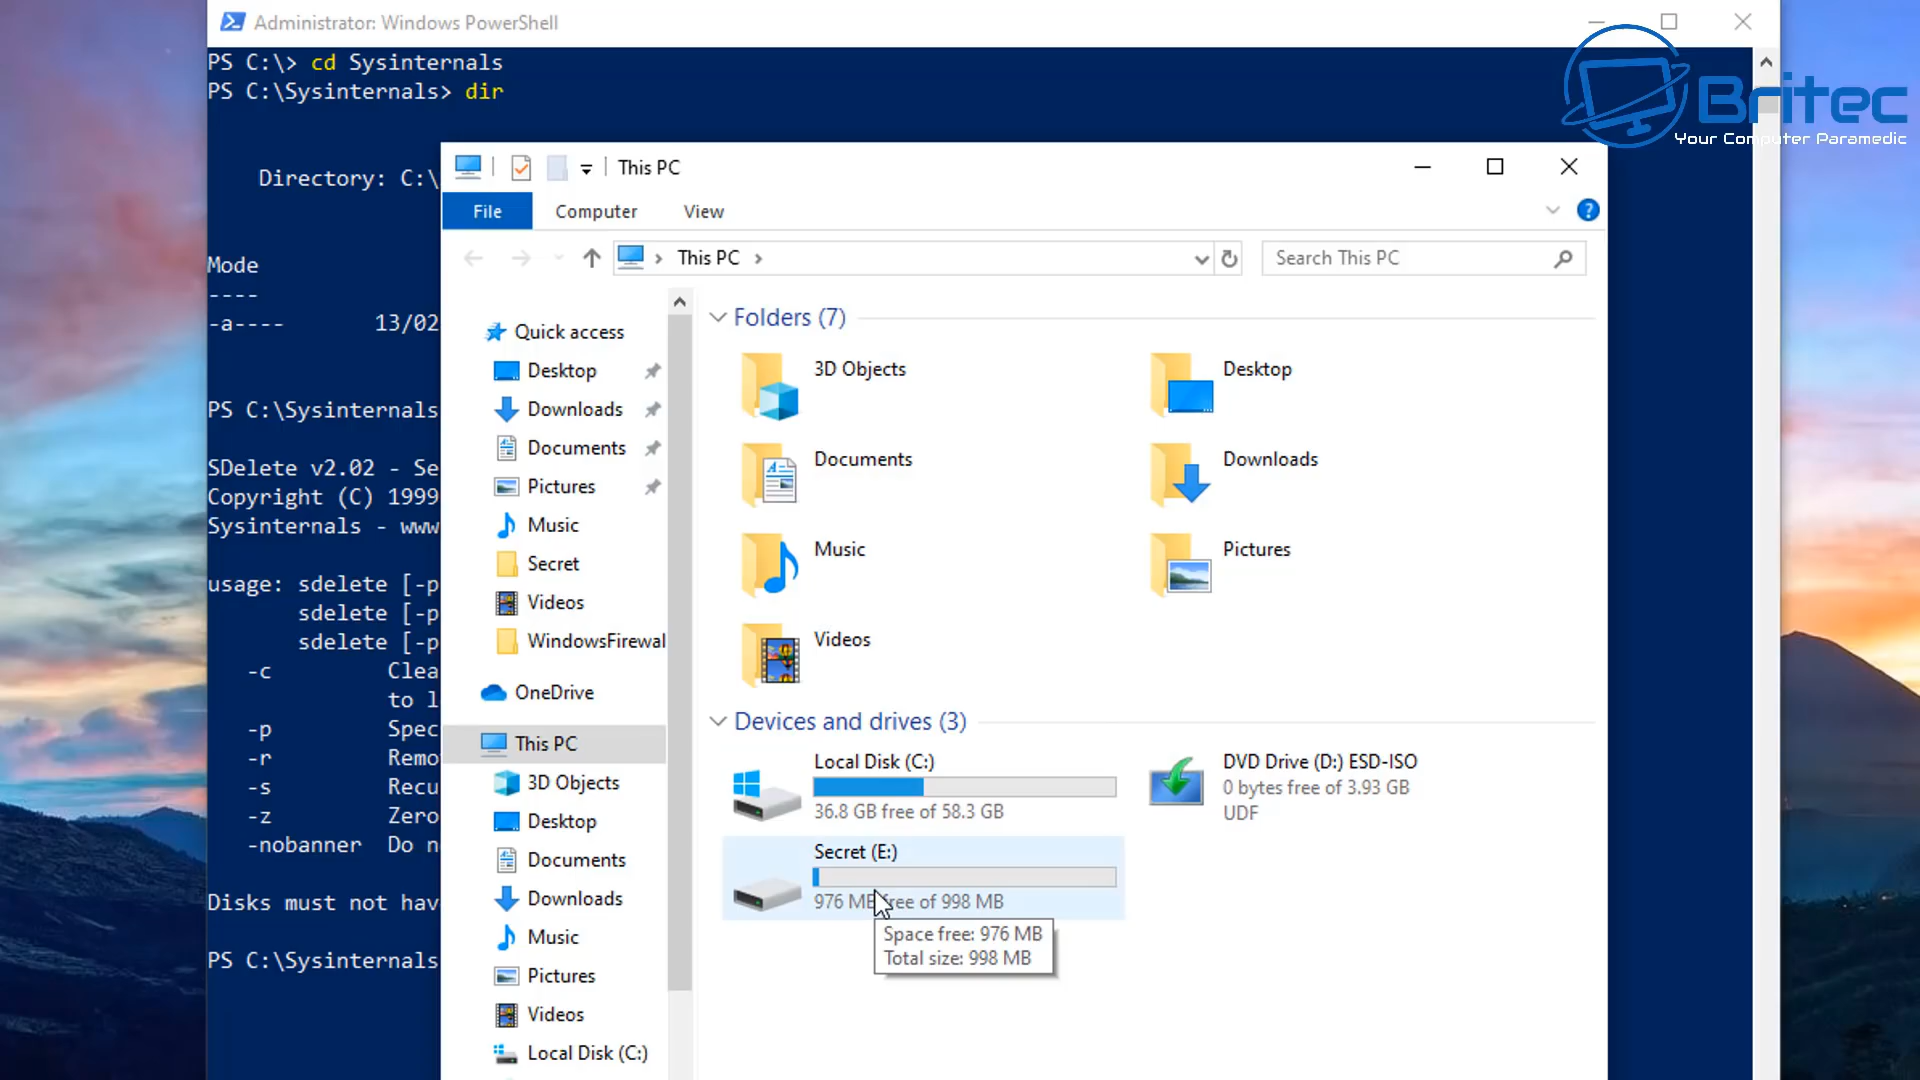 Administrator: Windows PowerShell
PS C:\> cd Sysinternals
PS C:\Sysinternals> dir
Directory: C:\
Mode
----
-a---- 13/02
PS C:\Sysinternals
SDelete v2.02 - Se
Copyright (C) 1999
Sysinternals - www
usage: sdelete [-p
sdelete [-p
sdelete [-p
-c Clea
to l
-p Spec
-r Remo
-s Recu
-z Zero
-nobanner Do n
Disks must not hav
PS C:\Sysinternals
Britec
Your Computer Paramedic
This PC
File Computer View
This PC
Search This PC
Quick access
Desktop
Downloads
Documents
Pictures
Music
Secret
Videos
WindowsFirewal
OneDrive
This PC
3D Objects
Desktop
Documents
Downloads
Music
Pictures
Videos
Local Disk (C:)
Folders (7)
3D Objects
Desktop
Documents
Downloads
Music
Pictures
Videos
Devices and drives (3)
Local Disk (C:)
36.8 GB free of 58.3 GB
DVD Drive (D:) ESD-ISO
0 bytes free of 3.93 GB
UDF
Secret (E:)
976 MB free of 998 MB
Space free: 976 MB
Total size: 998 MB